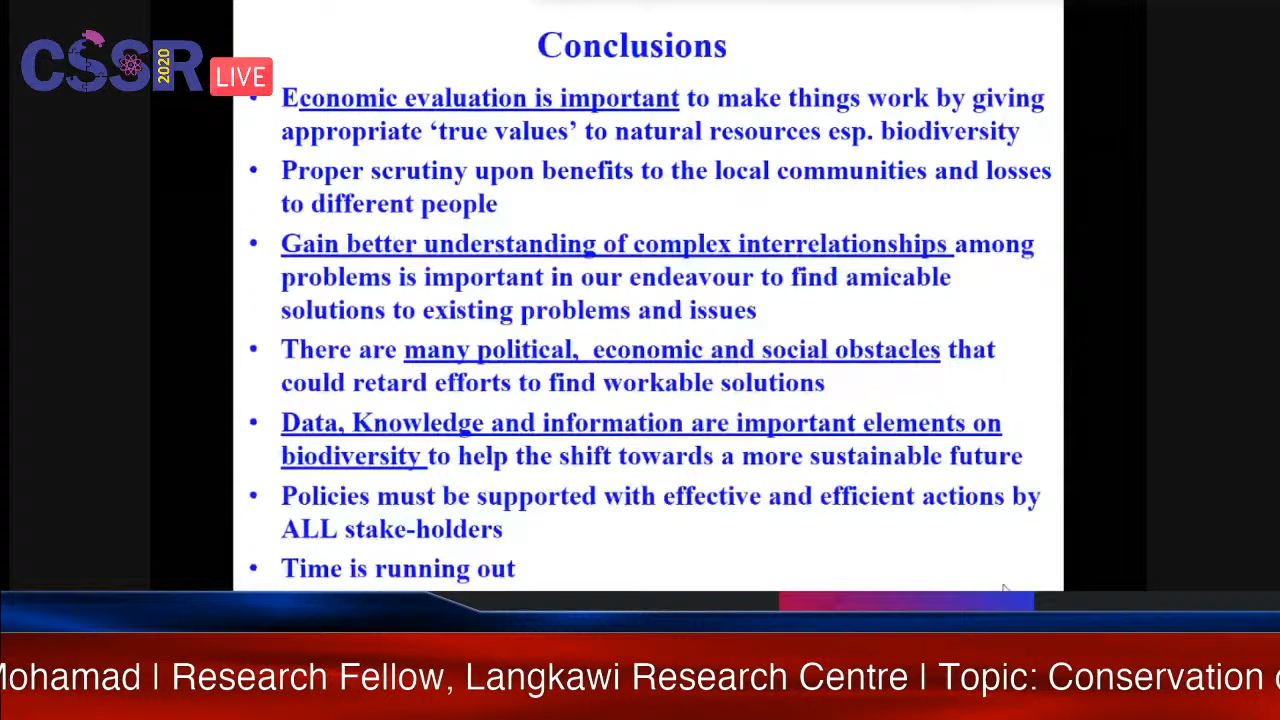 CSSR 2020
LIVE
Conclusions
• Economic evaluation is important to make things work by giving
appropriate ‘true values’ to natural resources esp. biodiversity
• Proper scrutiny upon benefits to the local communities and losses
to different people
• Gain better understanding of complex interrelationships among
problems is important in our endeavour to find amicable
solutions to existing problems and issues
• There are many political, economic and social obstacles that
could retard efforts to find workable solutions
• Data, Knowledge and information are important elements on
biodiversity to help the shift towards a more sustainable future
• Policies must be supported with effective and efficient actions by
ALL stake-holders
• Time is running out
Mohamad | Research Fellow, Langkawi Research Centre | Topic: Conservation